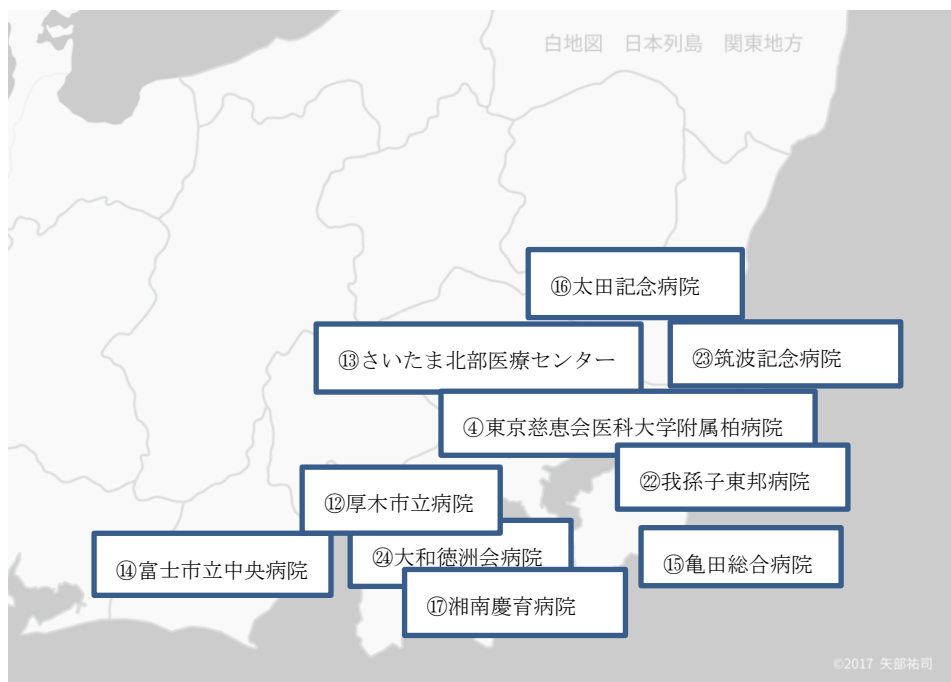 白地図 日本列島 関東地方
⑯太田記念病院
⑬さいたま北部医療センター
㉓筑波記念病院
④東京慈恵会医科大学附属柏病院
㉒我孫子東邦病院
⑫厚木市立病院
⑭富士市立中央病院
㉔大和徳洲会病院
⑮亀田総合病院
⑰湘南慶育病院
©2017 矢部祐司